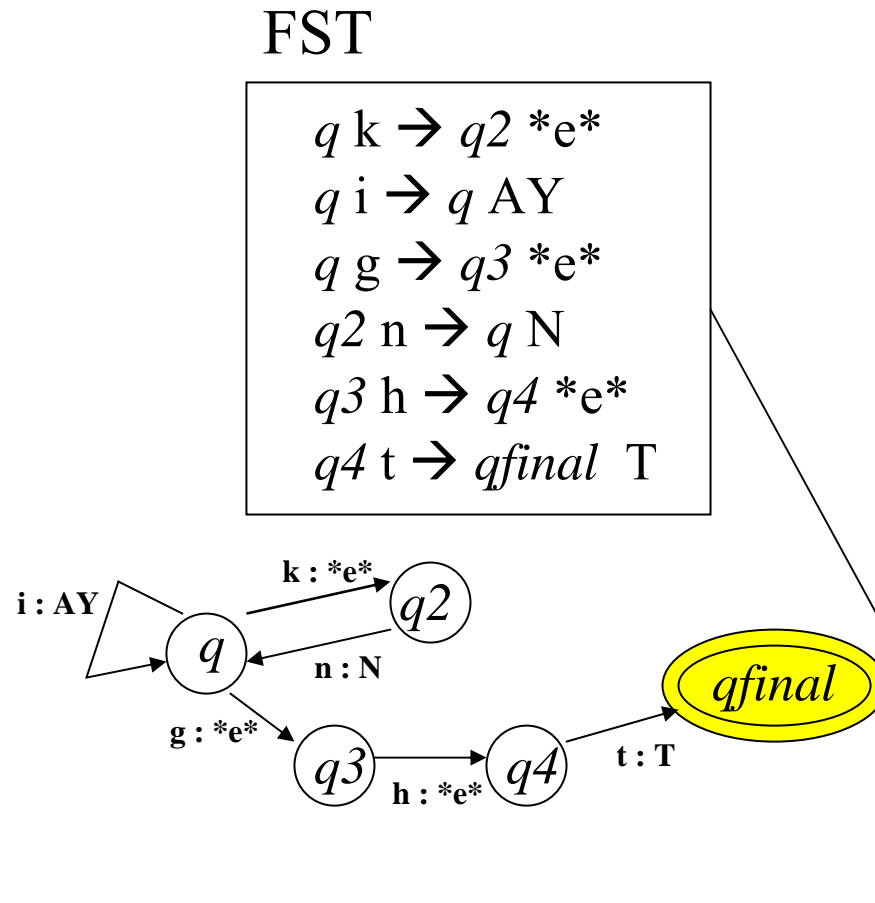 FST
q k → q2 *e*
q i → q AY
q g → q3 *e*
q2 n → q N
q3 h → q4 *e*
q4 t → qfinal T
k : *e*
i : AY
q2
q
n : N
qfinal
g : *e*
q3
q4
t : T
h : *e*